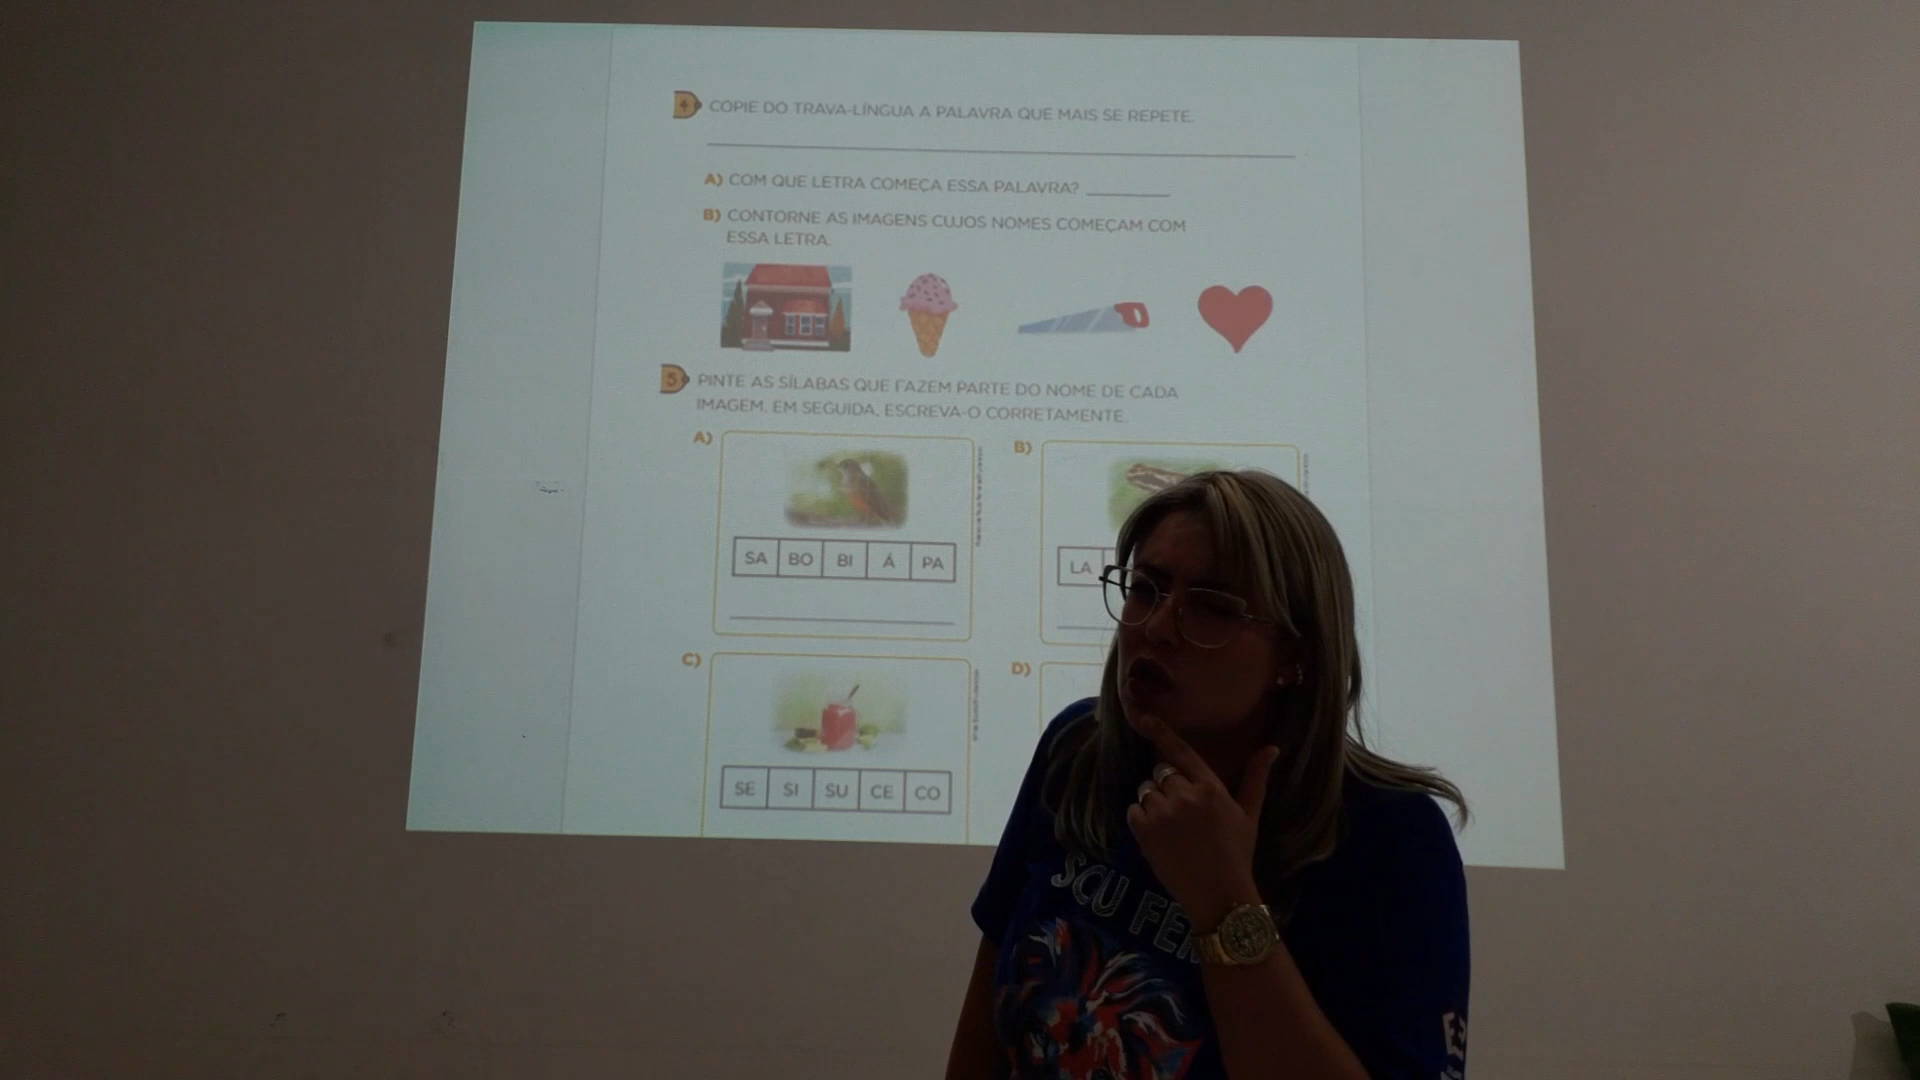 4 COPIE DO TRAVA-LÍNGUA A PALAVRA QUE MAIS SE REPETE.
A) COM QUE LETRA COMEÇA ESSA PALAVRA?
B) CONTORNE AS IMAGENS CUJOS NOMES COMEÇAM COM
ESSA LETRA.
5 PINTE AS SÍLABAS QUE FAZEM PARTE DO NOME DE CADA
IMAGEM. EM SEGUIDA, ESCREVA-O CORRETAMENTE.
A)
SA BO BI Á PA
B)
LA
C)
SE SI SU CE CO
D)
SOU FE